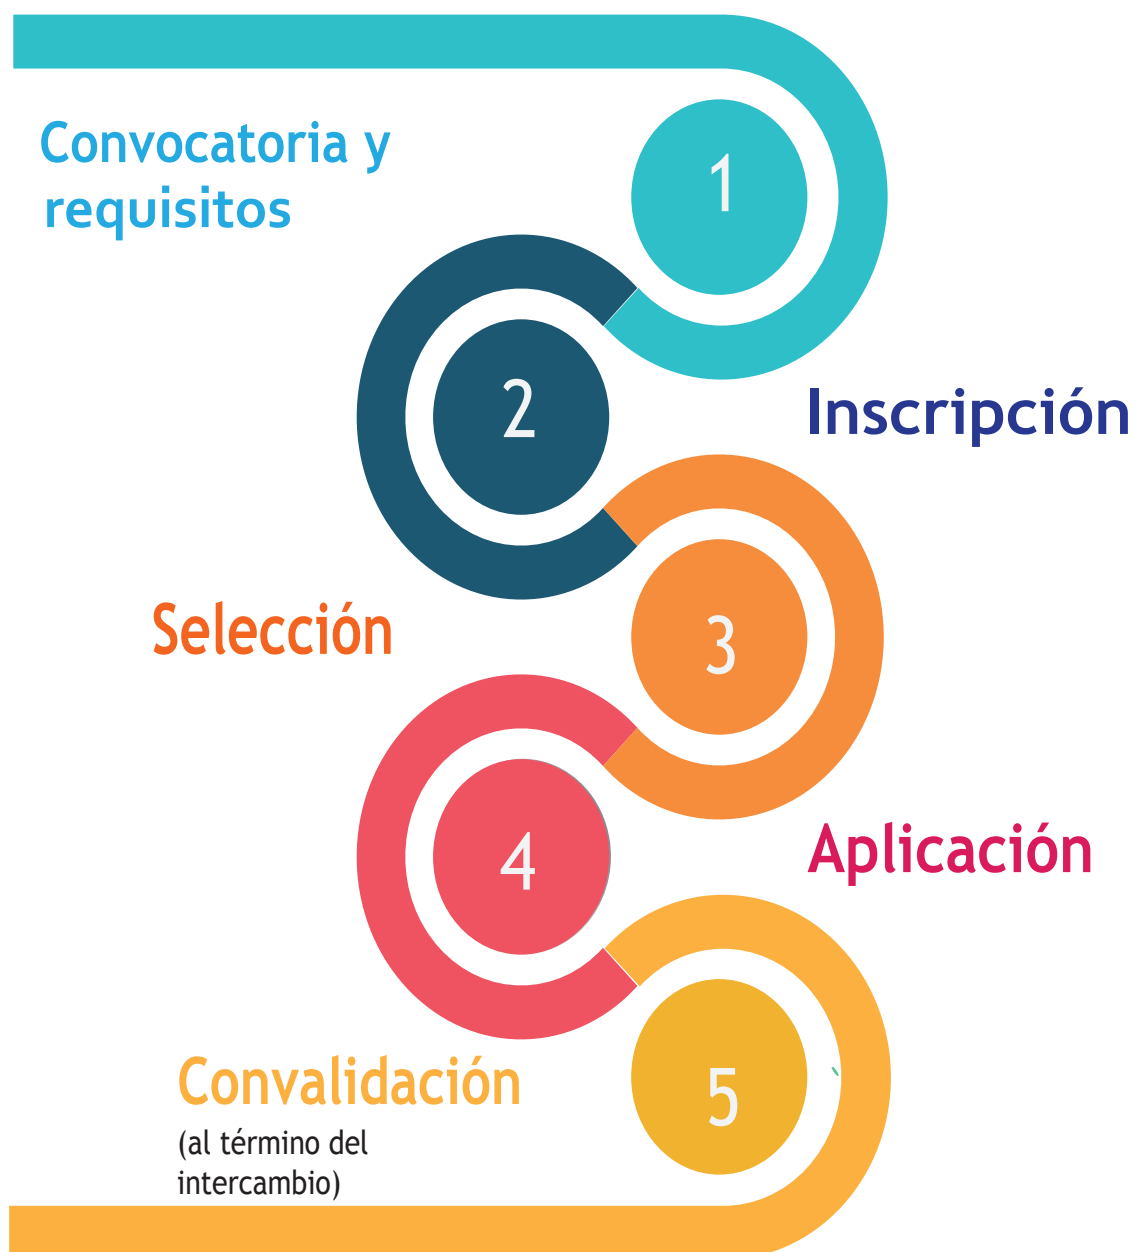 Convocatoria y
requisitos
1
2
Inscripción
Selección
3
4
Aplicación
Convalidación
(al término del
intercambio)
5